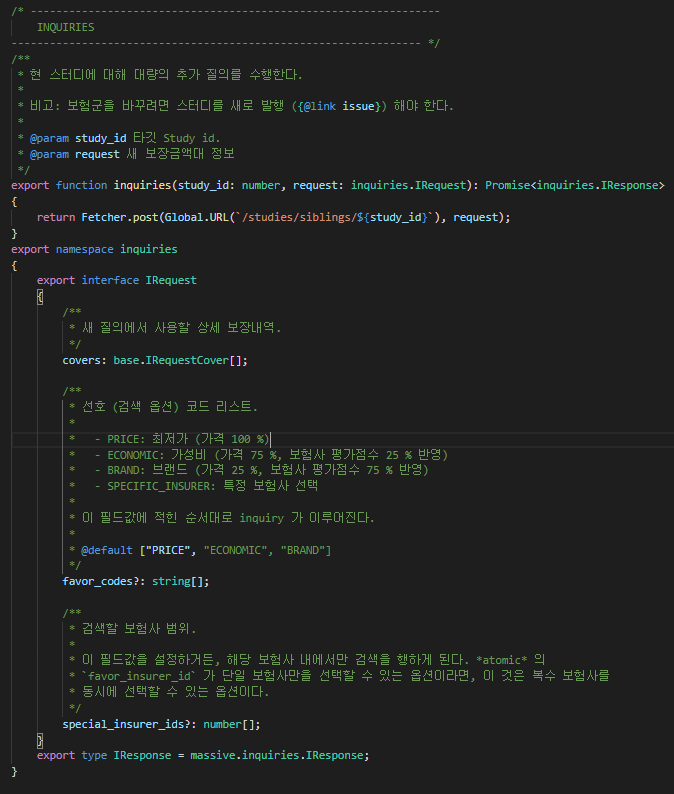 /* ----------------------------------------------------------------
    INQUIRIES
---------------------------------------------------------------- */
/**
 * 현 스터디에 대해 대량의 추가 질의를 수행한다.
 *
 * 비고: 보험군을 바꾸려면 스터디를 새로 발행 ({@link issue}) 해야 한다.
 *
 * @param study_id 타깃 Study id.
 * @param request 새 보장금액대 정보
 */
export function inquiries(study_id: number, request: inquiries.IRequest): Promise<inquiries.IResponse>
{
    return Fetcher.post(Global.URL(`/studies/siblings/${study_id}`), request);
}
export namespace inquiries
{
    export interface IRequest
    {
        /**
         * 새 질의에서 사용할 상세 보장내역.
         */
        covers: base.IRequestCover[];

        /**
         * 선호 (검색 옵션) 코드 리스트.
         *
         *   - PRICE: 최저가 (가격 100 %)
         *   - ECONOMIC: 가성비 (가격 75 %, 보험사 평가점수 25 % 반영)
         *   - BRAND: 브랜드 (가격 25 %, 보험사 평가점수 75 % 반영)
         *   - SPECIFIC_INSURER: 특정 보험사 선택
         *
         * 이 필드값에 적힌 순서대로 inquiry 가 이루어진다.
         *
         * @default ["PRICE", "ECONOMIC", "BRAND"]
         */
        favor_codes?: string[];

        /**
         * 검색할 보험사 범위.
         *
         * 이 필드값을 설정하거든, 해당 보험사 내에서만 검색을 행하게 된다. *atomic* 의
         * `favor_insurer_id` 가 단일 보험사만을 선택할 수 있는 옵션이라면, 이 것은 복수 보험사를
         * 동시에 선택할 수 있는 옵션이다.
         */
        special_insurer_ids?: number[];
    }
    export type IResponse = massive.inquiries.IResponse;
}